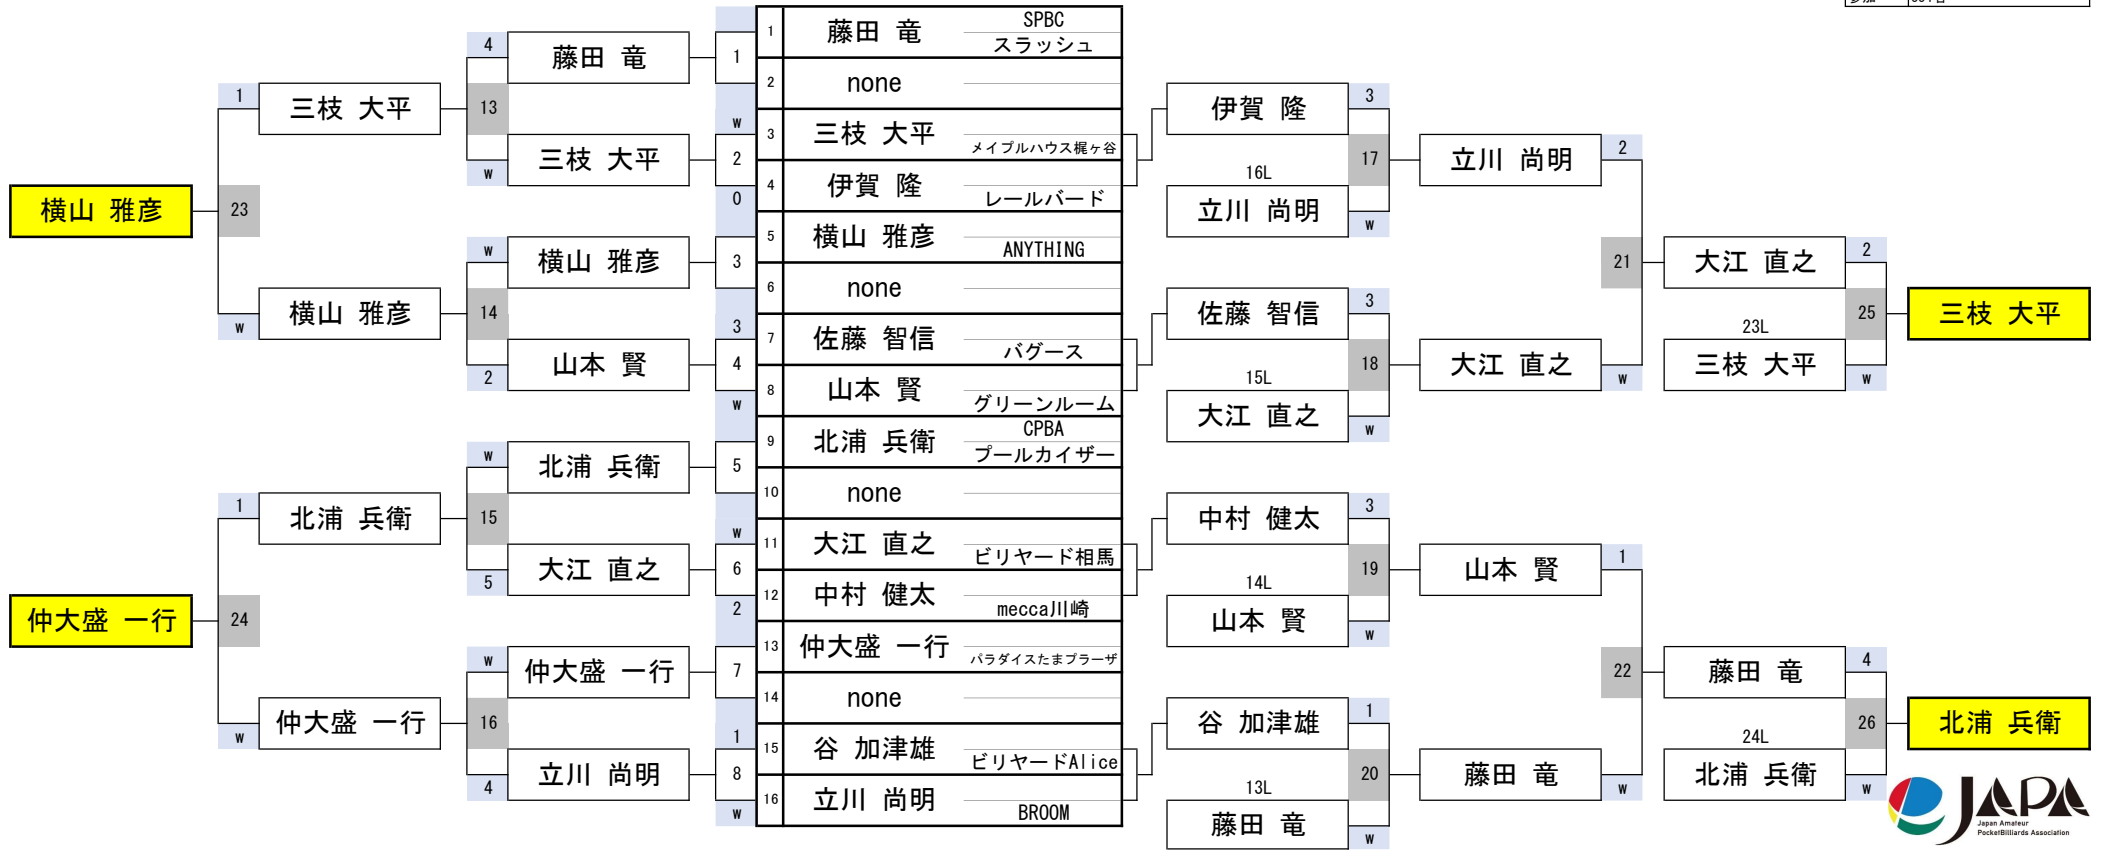 1 藤田 竜 SPBC
スラッシュ
2 none
3 三枝 大平 メイプルハウス梶ヶ谷
4 伊賀 隆 レールバード
5 横山 雅彦 ANYTHING
6 none
7 佐藤 智信 バグース
8 山本 賢 グリーンルーム
9 北浦 兵衛 CPBA
プールカイザー
10 none
11 大江 直之 ビリヤード相馬
12 中村 健太 mecca川崎
13 仲大盛 一行 パラダイスたまプラーザ
14 none
15 谷 加津雄 ビリヤードAlice
16 立川 尚明 BROOM
1
W
2
0
3
3
4
W
5
W
6
2
7
1
8
W
4 藤田 竜
13
W 三枝 大平
W 横山 雅彦
14
2 山本 賢
W 北浦 兵衛
15
5 大江 直之
W 仲大盛 一行
16
4 立川 尚明
1 三枝 大平
23
W 横山 雅彦
1 北浦 兵衛
24
W 仲大盛 一行
横山 雅彦
仲大盛 一行
伊賀 隆 3
17
16L
立川 尚明 W
佐藤 智信 3
18
15L
大江 直之 W
中村 健太 3
19
14L
山本 賢 W
谷 加津雄 1
20
13L
藤田 竜 W
立川 尚明 2
21
大江 直之 W
山本 賢 1
22
藤田 竜 W
大江 直之 2
25
23L
三枝 大平 W
藤田 竜 4
26
24L
北浦 兵衛 W
三枝 大平
北浦 兵衛
JAPA
Japan Amateur
PocketBilliards Association